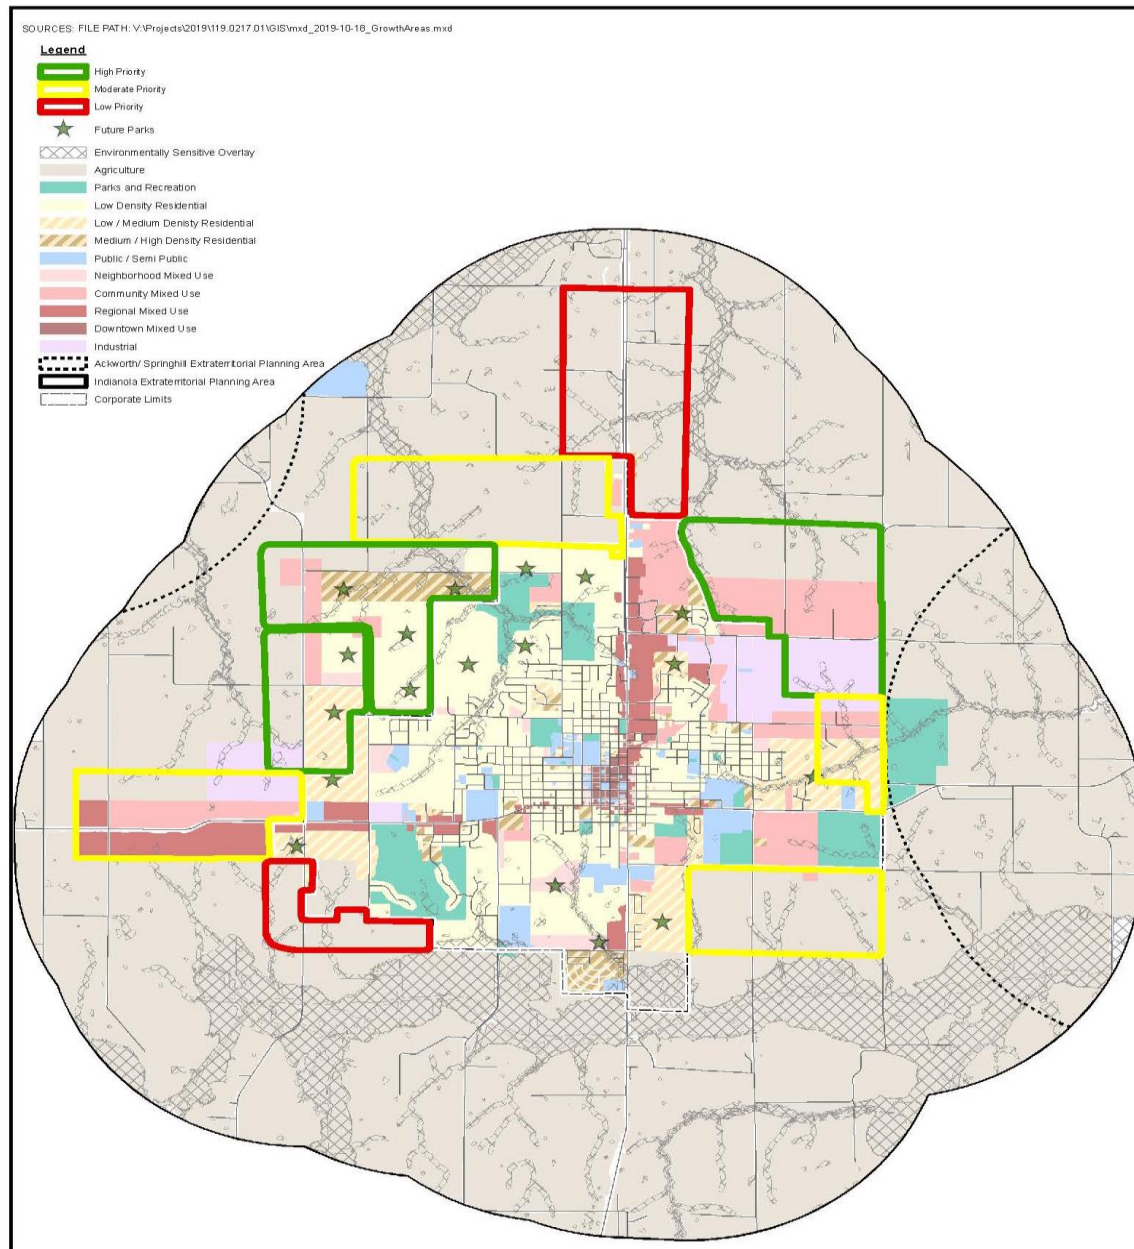 SOURCES: FILE PATH: V:\Projects\2019\119.0217.01\GIS\mxd_2019-10-18_GrowthAreas.mxd
Legend
High Priority
Moderate Priority
Low Priority
Future Parks
Environmentally Sensitive Overlay
Agriculture
Parks and Recreation
Low Density Residential
Low / Medium Denisty Residential
Medium / High Density Residential
Public / Semi Public
Neighborhood Mixed Use
Community Mixed Use
Regional Mixed Use
Downtown Mixed Use
Industrial
Ackworth/ Springhill Extraterritorial Planning Area
Indianola Extraterritorial Planning Area
Corporate Limits